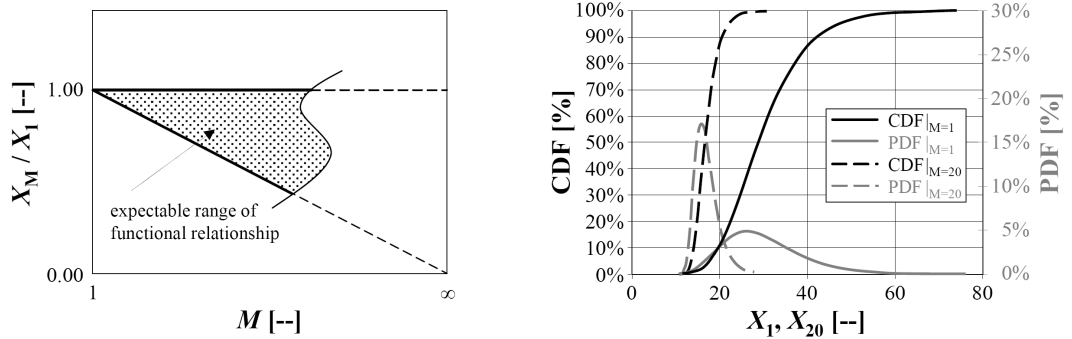 X_M / X_1 [--]
1.00
expectable range of
functional relationship
0.00
1
∞
M [--]
CDF [%]
100%
90%
80%
70%
60%
50%
40%
30%
20%
10%
0%
0
20
40
60
80
X_1, X_20 [--]
CDF|M=1
PDF|M=1
CDF|M=20
PDF|M=20
30%
25%
20%
15%
10%
5%
0%
PDF [%]